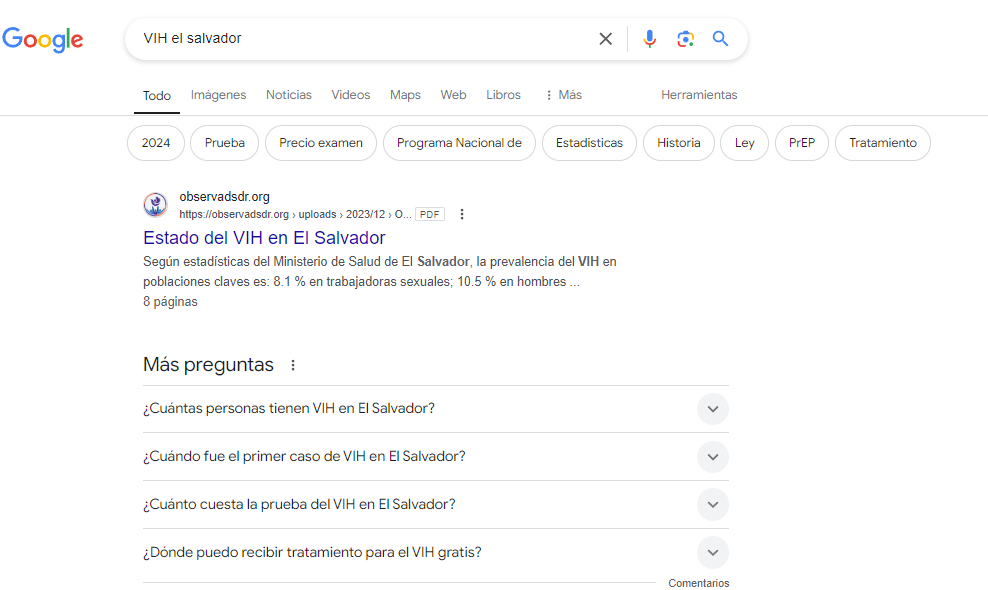 Google
VIH el salvador
Todo Imágenes Noticias Videos Maps Web Libros Más Herramientas
2024 Prueba Precio examen Programa Nacional de Estadisticas Historia Ley PrEP Tratamiento
observadsdr.org
https://observadsdr.org › uploads › 2023/12 › O... PDF
Estado del VIH en El Salvador
Según estadísticas del Ministerio de Salud de El Salvador, la prevalencia del VIH en
poblaciones claves es: 8.1 % en trabajadoras sexuales; 10.5 % en hombres ...
8 páginas
Más preguntas
¿Cuántas personas tienen VIH en El Salvador?
¿Cuándo fue el primer caso de VIH en El Salvador?
¿Cuánto cuesta la prueba del VIH en El Salvador?
¿Dónde puedo recibir tratamiento para el VIH gratis?
Comentarios